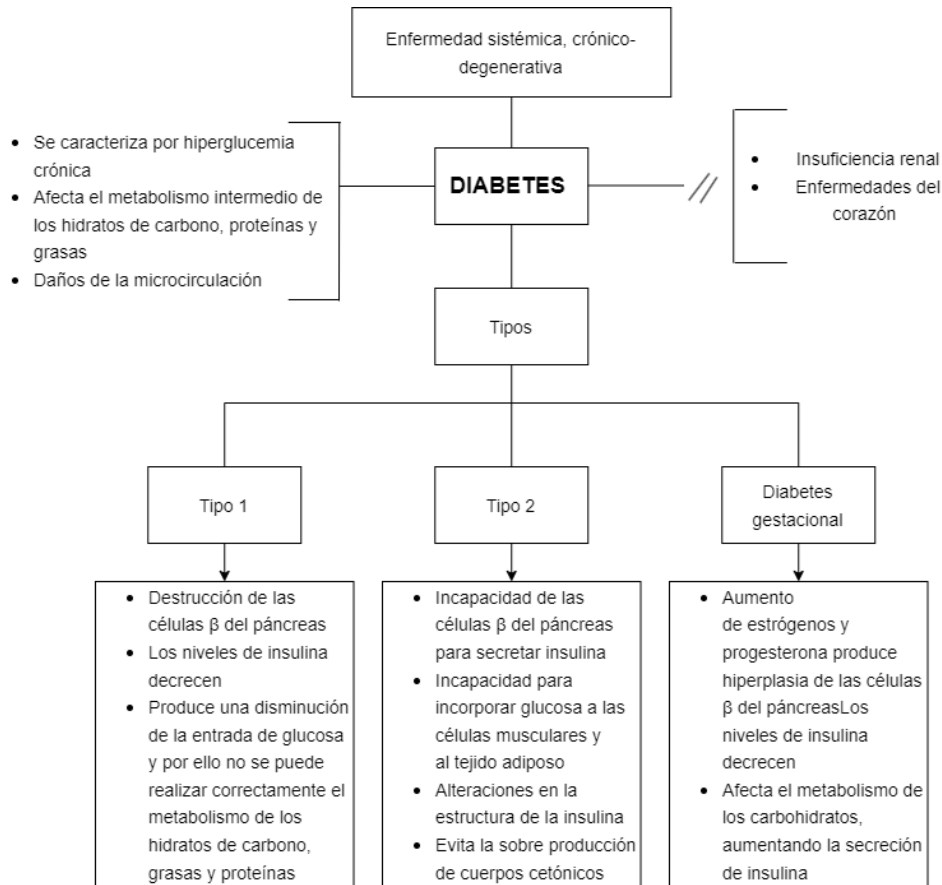 Enfermedad sistémica, crónico-
degenerativa
• Se caracteriza por hiperglucemia
crónica
• Afecta el metabolismo intermedio de
los hidratos de carbono, proteínas y
grasas
• Daños de la microcirculación
DIABETES
• Insuficiencia renal
• Enfermedades del
corazón
Tipos
Tipo 1
Tipo 2
Diabetes
gestacional
• Destrucción de las
células β del páncreas
• Los niveles de insulina
decrecen
• Produce una disminución
de la entrada de glucosa
y por ello no se puede
realizar correctamente el
metabolismo de los
hidratos de carbono,
grasas y proteínas
• Incapacidad de las
células β del páncreas
para secretar insulina
• Incapacidad para
incorporar glucosa a las
células musculares y
al tejido adiposo
• Alteraciones en la
estructura de la insulina
• Evita la sobre producción
de cuerpos cetónicos
• Aumento
de estrógenos y
progesterona produce
hiperplasia de las células
β del páncreasLos
niveles de insulina
decrecen
• Afecta el metabolismo de
los carbohidratos,
aumentando la secreción
de insulina